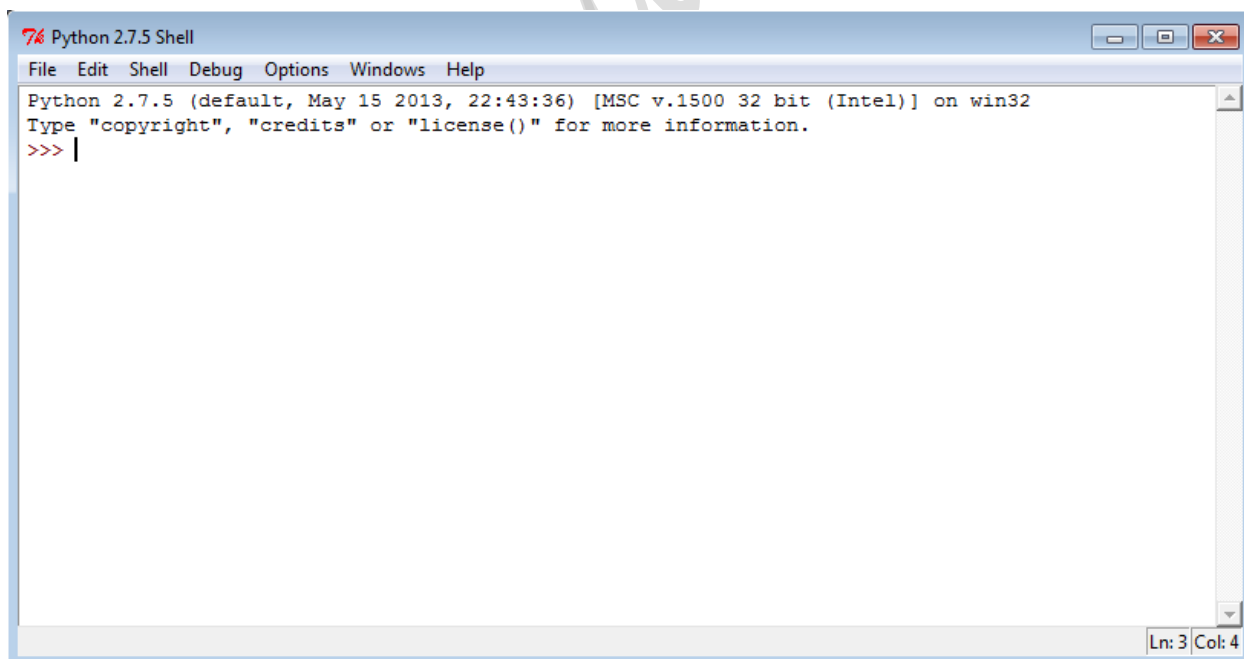 Python 2.7.5 Shell
File Edit Shell Debug Options Windows Help
Python 2.7.5 (default, May 15 2013, 22:43:36) [MSC v.1500 32 bit (Intel)] on win32
Type "copyright", "credits" or "license()" for more information.
>>>
Ln: 3 Col: 4